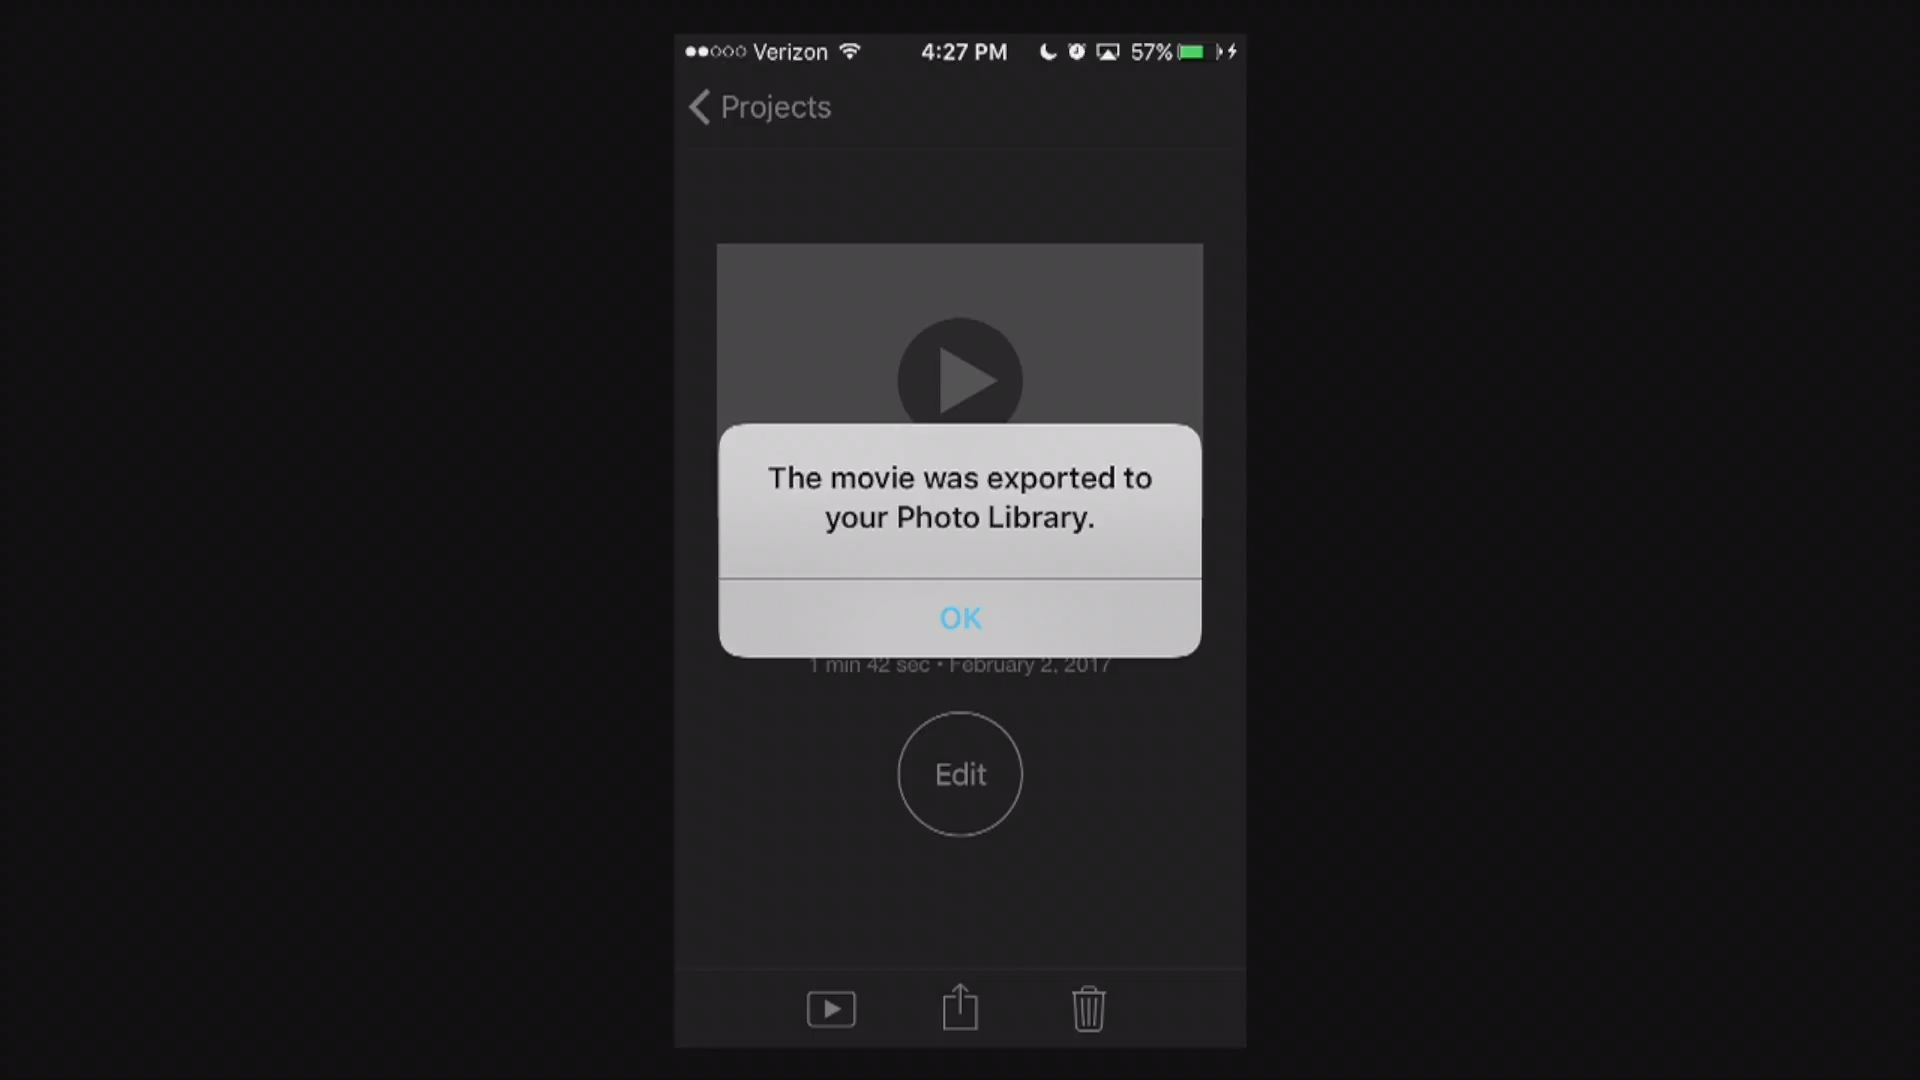 Verizon 4:27 PM 57%
Projects
The movie was exported to
your Photo Library.
OK
1 min 42 sec • February 2, 2017
Edit